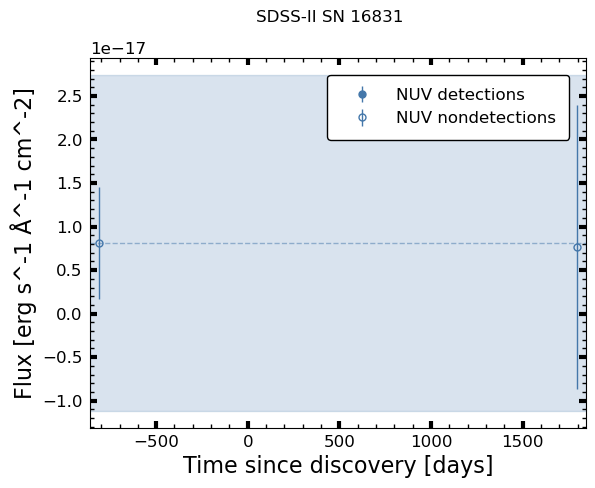 SDSS-II SN 16831
1e−17
NUV detections
NUV nondetections
2.5
2.0
1.5
1.0
0.5
0.0
−0.5
−1.0
Flux [erg s^-1 Å^-1 cm^-2]
−500 0 500 1000 1500
Time since discovery [days]